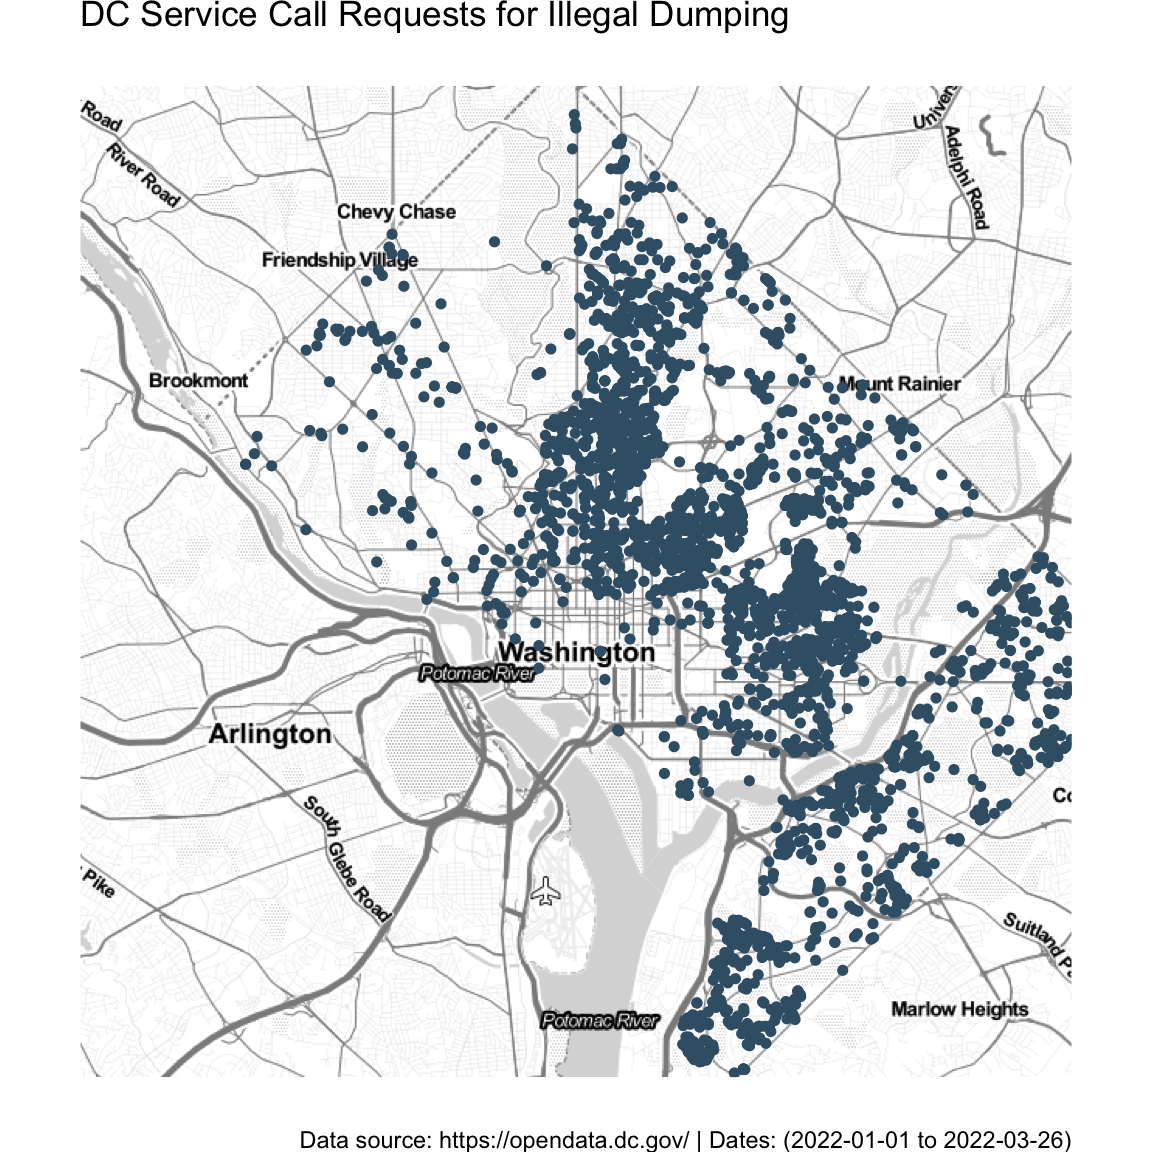 DC Service Call Requests for Illegal Dumping
Road
River Road
Adelphi Road
Chevy Chase
Friendship Village
Brookmont
Mount Rainier
Washington
Potomac River
Arlington
South Glebe Road
Pike
Suitland
Marlow Heights
Potomac River
Data source: https://opendata.dc.gov/ | Dates: (2022-01-01 to 2022-03-26)